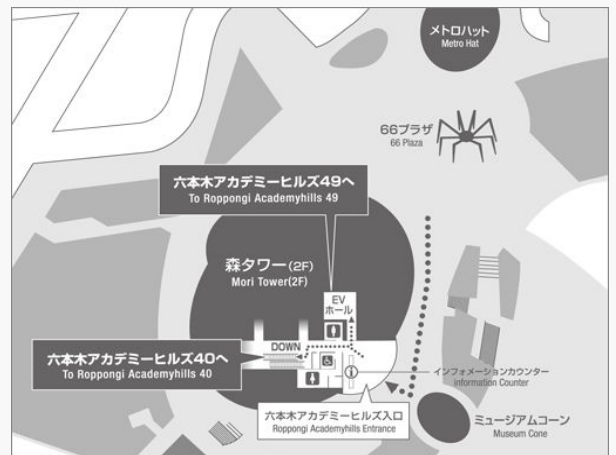 メトロハット
Metro Hat
66プラザ
66 Plaza
六本木アカデミーヒルズ49へ
To Roppongi Academyhills 49
森タワー(2F)
Mori Tower(2F)
EV
ホール
DOWN
六本木アカデミーヒルズ40へ
To Roppongi Academyhills 40
インフォメーションカウンター
information Counter
六本木アカデミーヒルズ入口
Roppongi Academyhills Entrance
ミュージアムコーン
Museum Cone